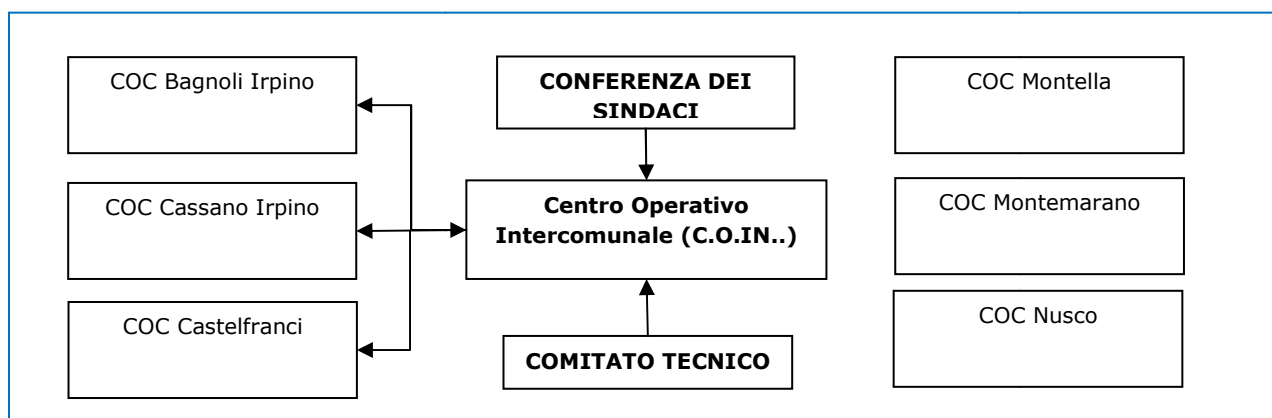 COC Bagnoli Irpino
CONFERENZA DEI
SINDACI
COC Montella
COC Cassano Irpino
Centro Operativo
Intercomunale (C.O.IN..)
COC Montemarano
COC Castelfranci
COMITATO TECNICO
COC Nusco